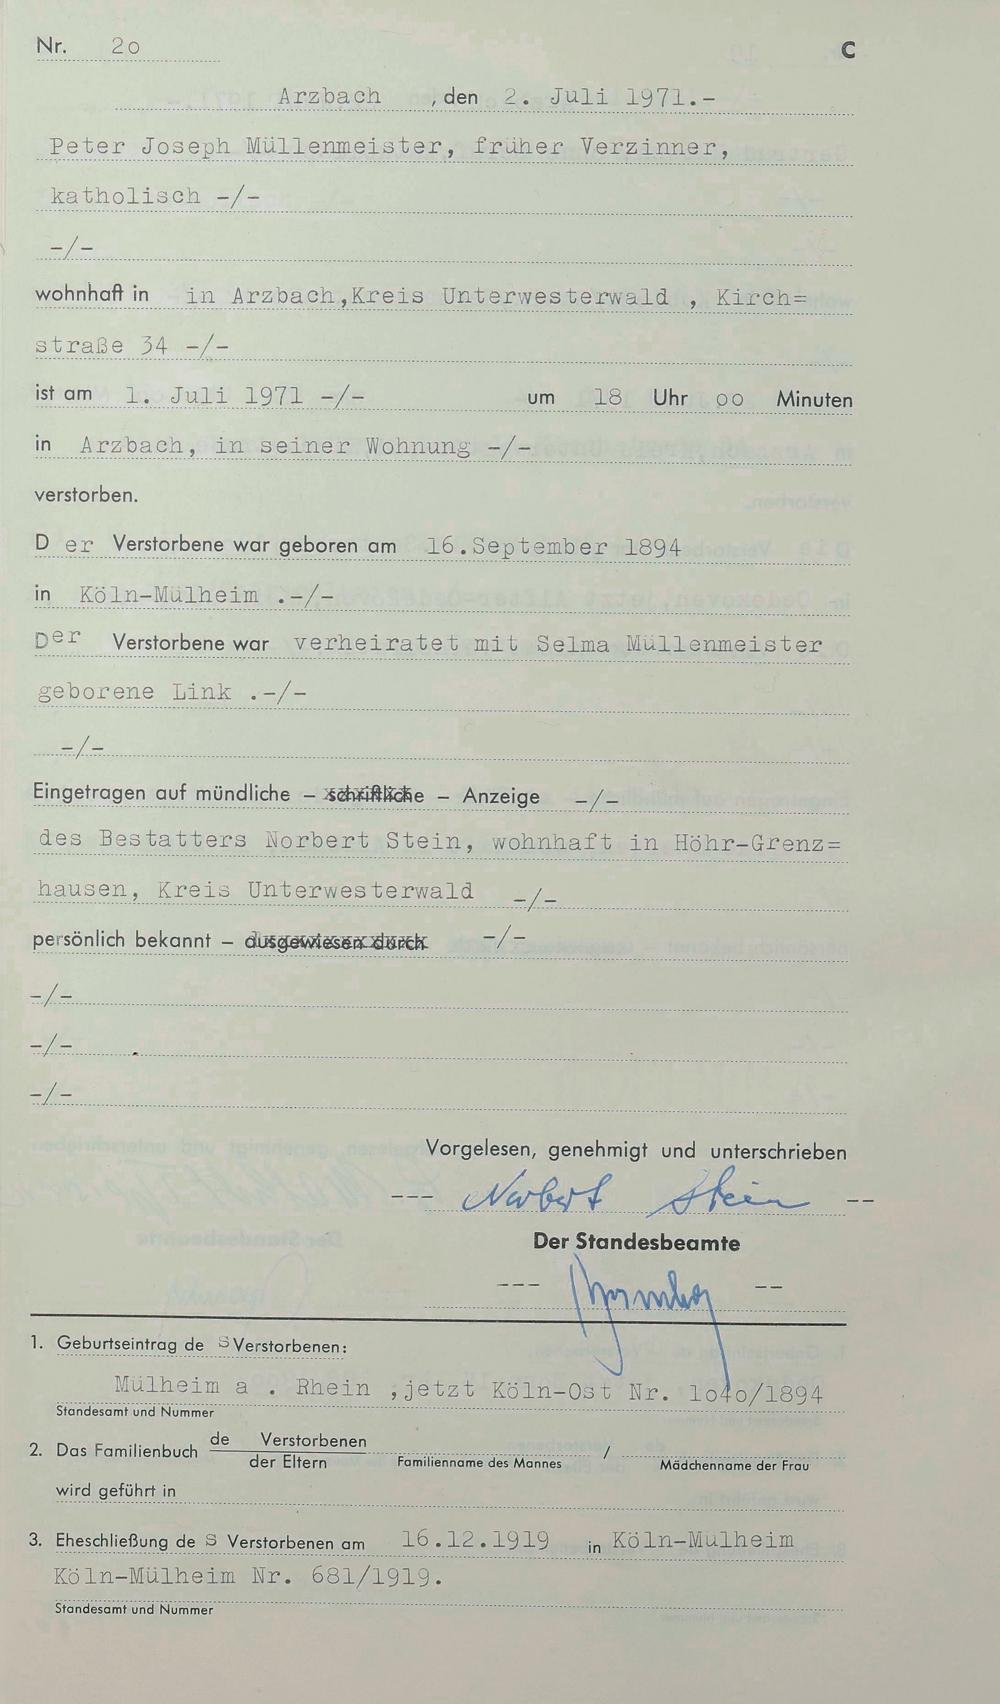 Nr. 2o C
Arzbach , den 2. Juli 1971.-
Peter Joseph Müllenmeister, früher Verzinner,
katholisch -/-
-/-
wohnhaft in in Arzbach,Kreis Unterwesterwald , Kirch=
straße 34 -/-
ist am 1. Juli 1971 -/- um 18 Uhr oo Minuten
in Arzbach, in seiner Wohnung -/-
verstorben.
D er Verstorbene war geboren am 16.September 1894
in Köln-Mülheim .-/-
Der Verstorbene war verheiratet mit Selma Müllenmeister
geborene Link .-/-
-/-
Eingetragen auf mündliche – schriftliche – Anzeige -/-
des Bestatters Norbert Stein, wohnhaft in Höhr-Grenz=
hausen, Kreis Unterwesterwald -/-
persönlich bekannt – ausgewiesen durch -/-
-/-
-/-
-/-
Vorgelesen, genehmigt und unterschrieben
--- Norbert Stein --
Der Standesbeamte
--- --
1. Geburtseintrag de S Verstorbenen:
Mülheim a . Rhein ,jetzt Köln-Ost Nr. 1o4o/1894
Standesamt und Nummer
2. Das Familienbuch de Verstorbenen /
der Eltern Familienname des Mannes Mädchenname der Frau
wird geführt in
3. Eheschließung de S Verstorbenen am 16.12.1919 in Köln-Mülheim
Köln-Mülheim Nr. 681/1919.
Standesamt und Nummer